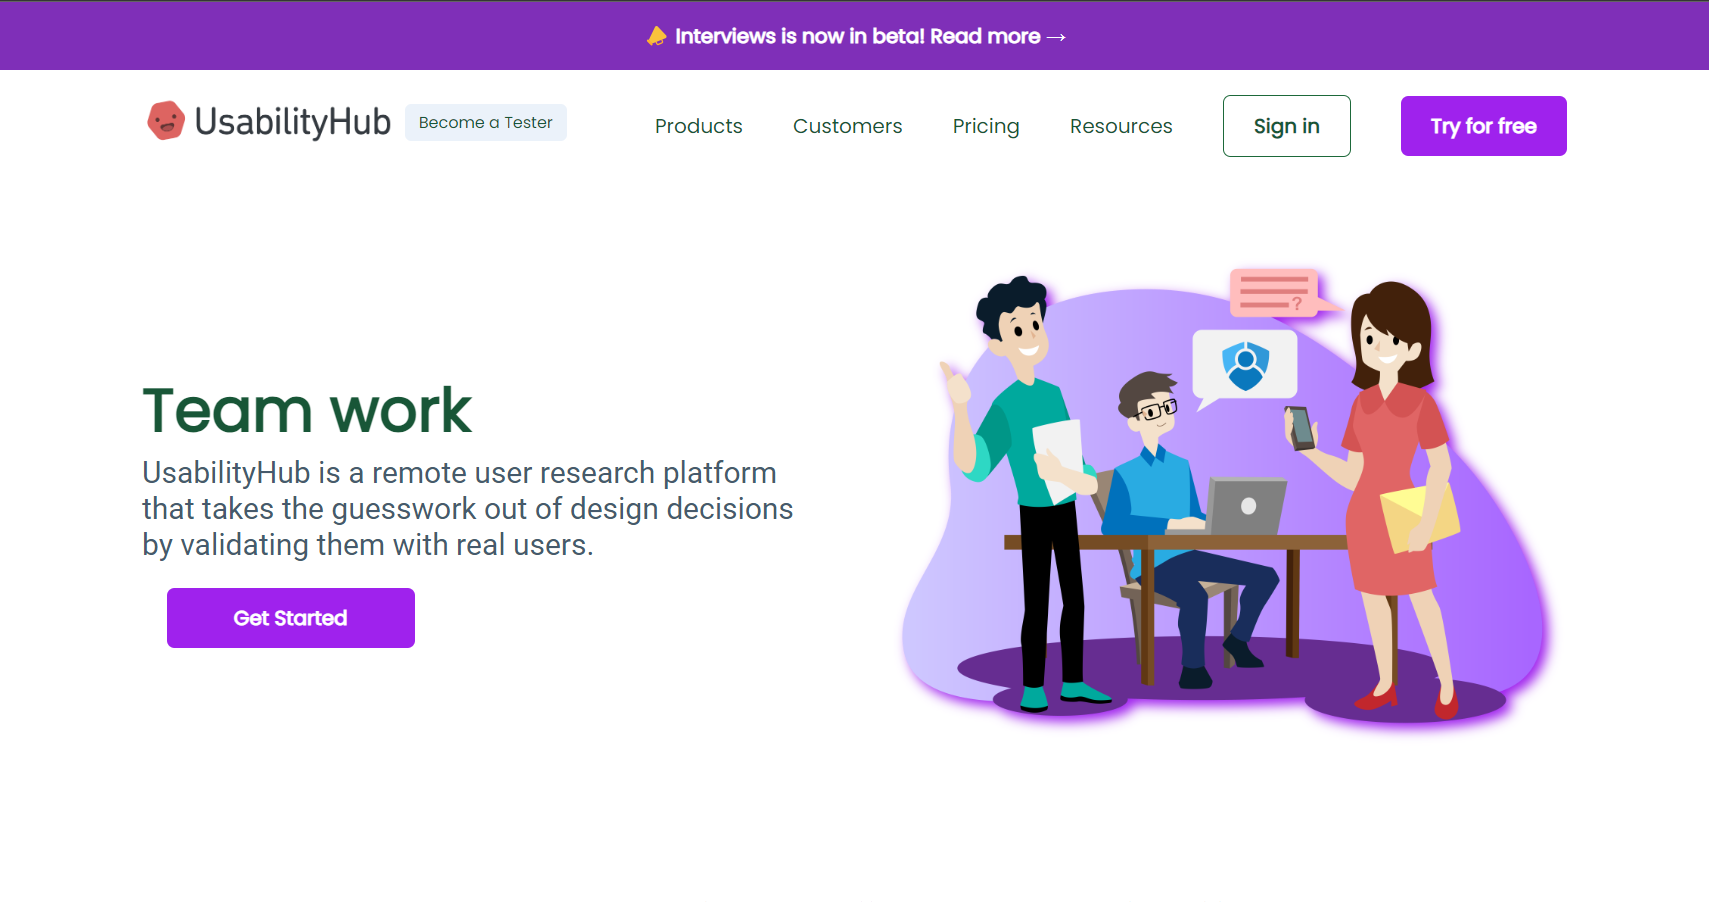 Interviews is now in beta! Read more →
UsabilityHub
Become a Tester
Products
Customers
Pricing
Resources
Sign in
Try for free
?
Team work
UsabilityHub is a remote user research platform
that takes the guesswork out of design decisions
by validating them with real users.
Get Started